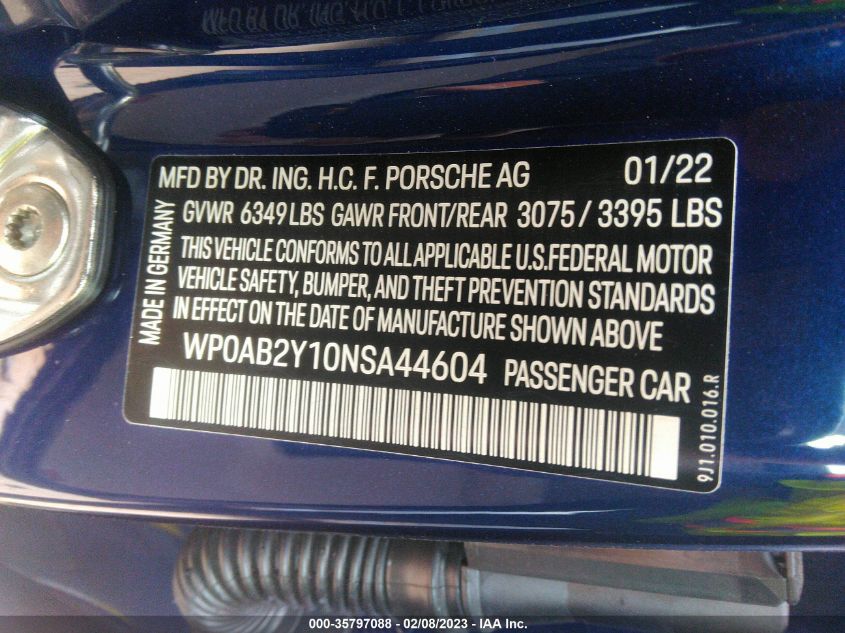 MFD BY DR. ING. H.C. F. PORSCHE AG 01/22
GVWR 6349 LBS GAWR FRONT/REAR 3075 / 3395 LBS
THIS VEHICLE CONFORMS TO ALL APPLICABLE U.S.FEDERAL MOTOR
VEHICLE SAFETY, BUMPER, AND THEFT PREVENTION STANDARDS
IN EFFECT ON THE DATE OF MANUFACTURE SHOWN ABOVE
WP0AB2Y10NSA44604 PASSENGER CAR
MADE IN GERMANY
9J1.010.016.R
000-35797088 - 02/08/2023 - IAA Inc.